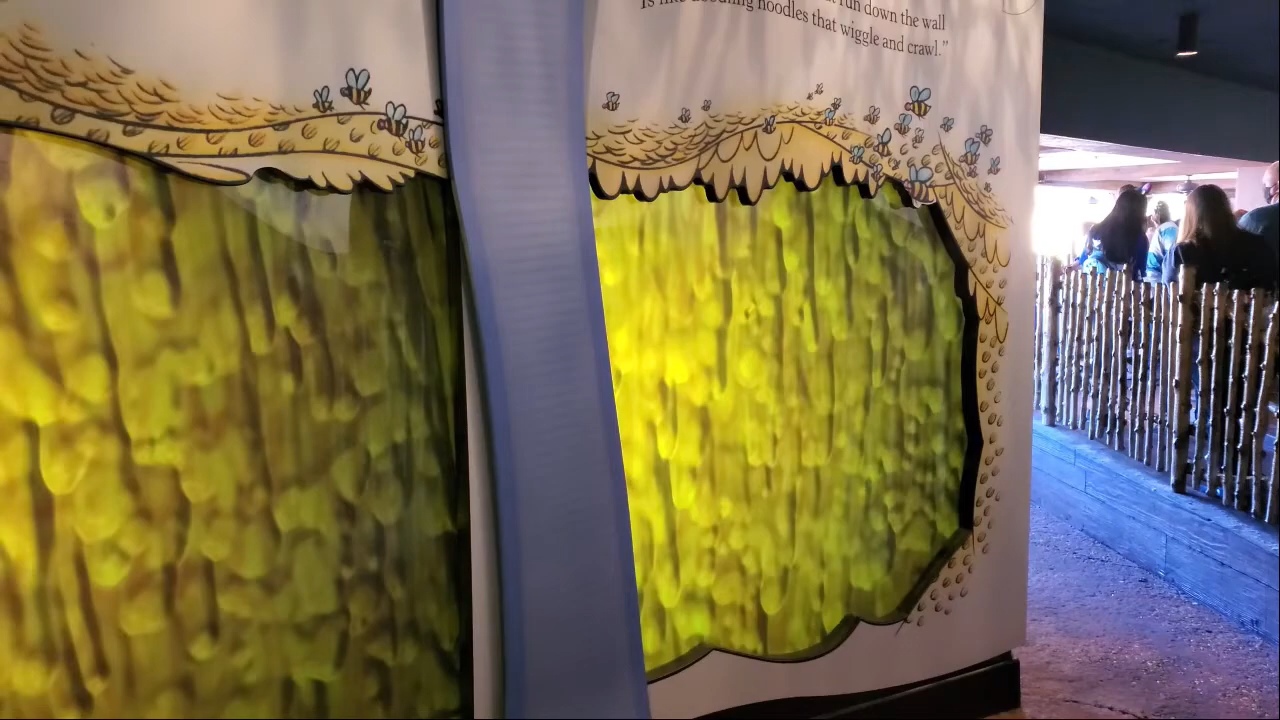 run down the wall
Is like doodling noodles that wiggle and crawl.”